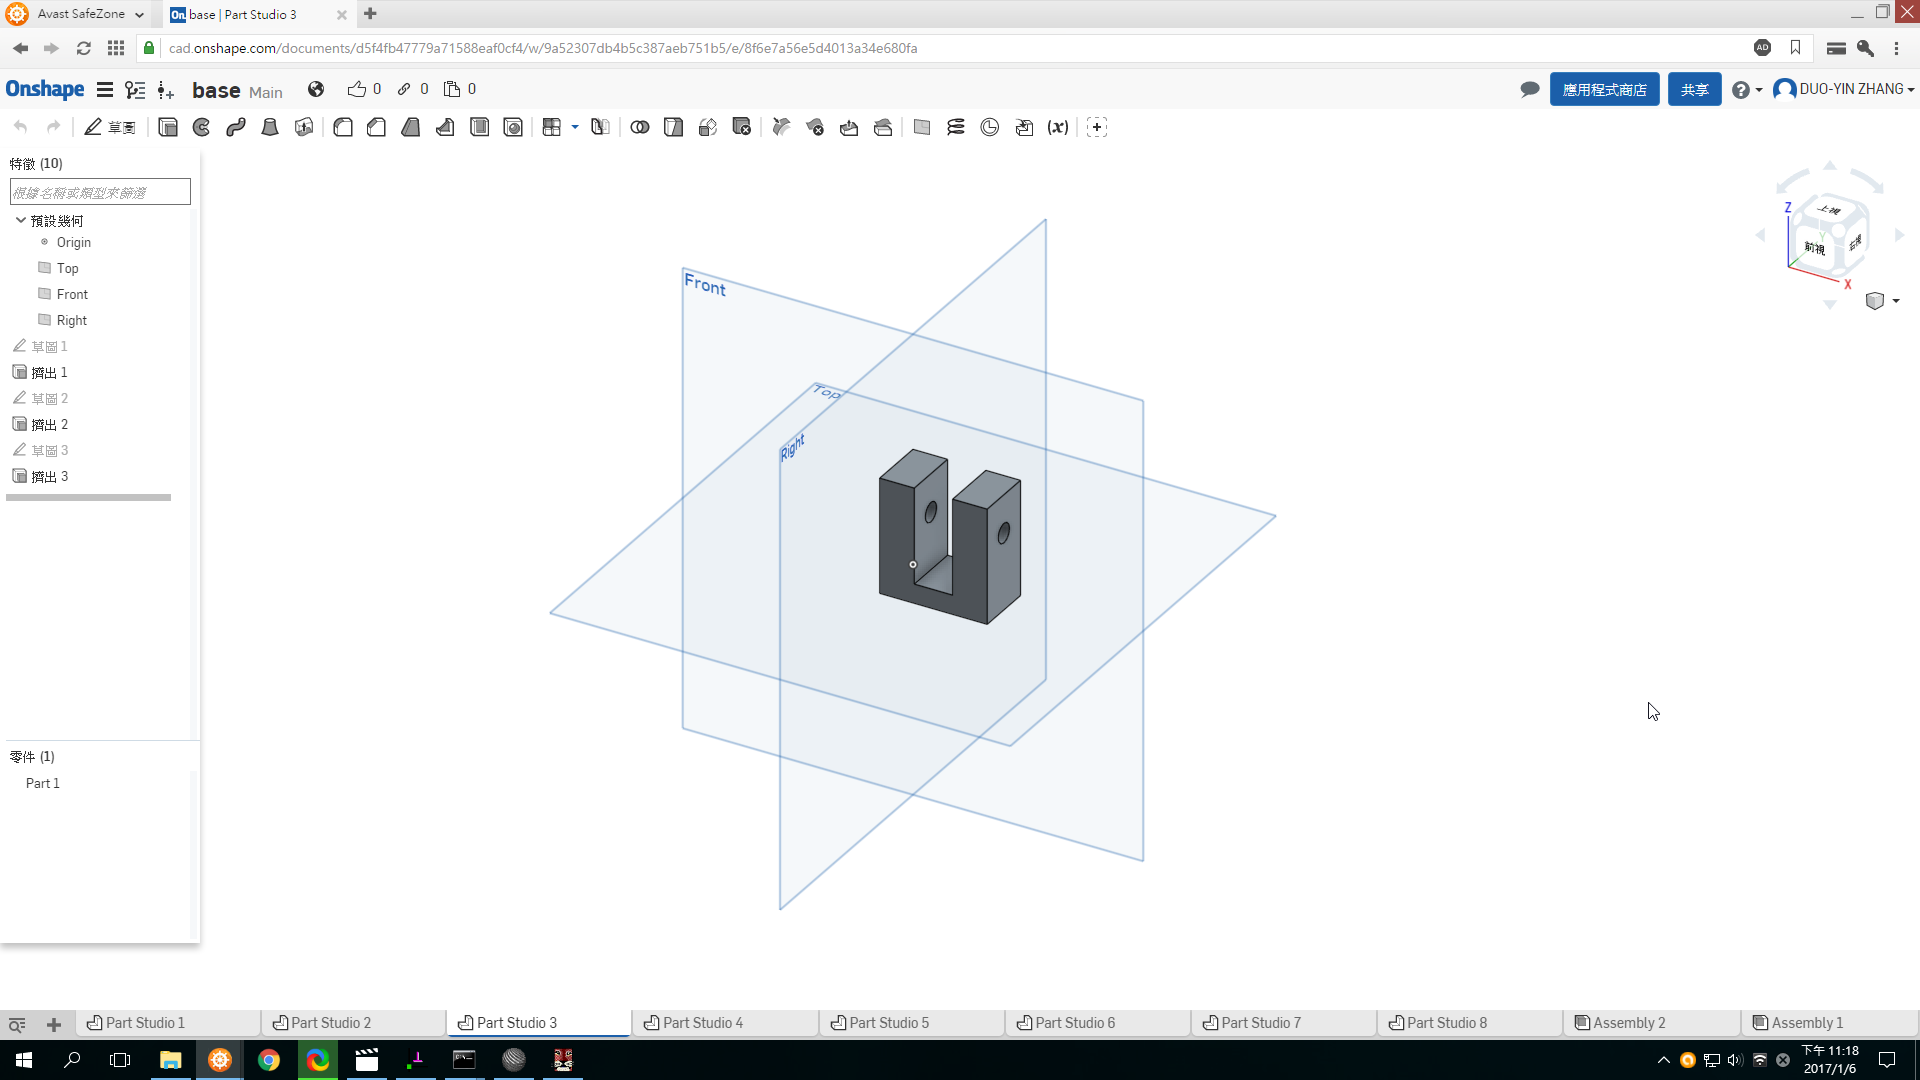 Avast SafeZone
On base | Part Studio 3
cad.onshape.com/documents/d5f4fb47779a71588eaf0cf4/w/9a52307db4b5c387aeb751b5/e/8f6e7a56e5d4013a34e680fa
AD
Onshape
base Main
0
0
0
應用程式商店
共享
DUO-YIN ZHANG
草圖
(x)
特徵 (10)
根據名稱或類型來篩選
預設幾何
Origin
Top
Front
Right
草圖 1
擠出 1
草圖 2
擠出 2
草圖 3
擠出 3
零件 (1)
Part 1
Front
Top
Right
Z
上視
Y
前視
右視
X
Part Studio 1
Part Studio 2
Part Studio 3
Part Studio 4
Part Studio 5
Part Studio 6
Part Studio 7
Part Studio 8
Assembly 2
Assembly 1
下午 11:18
2017/1/6